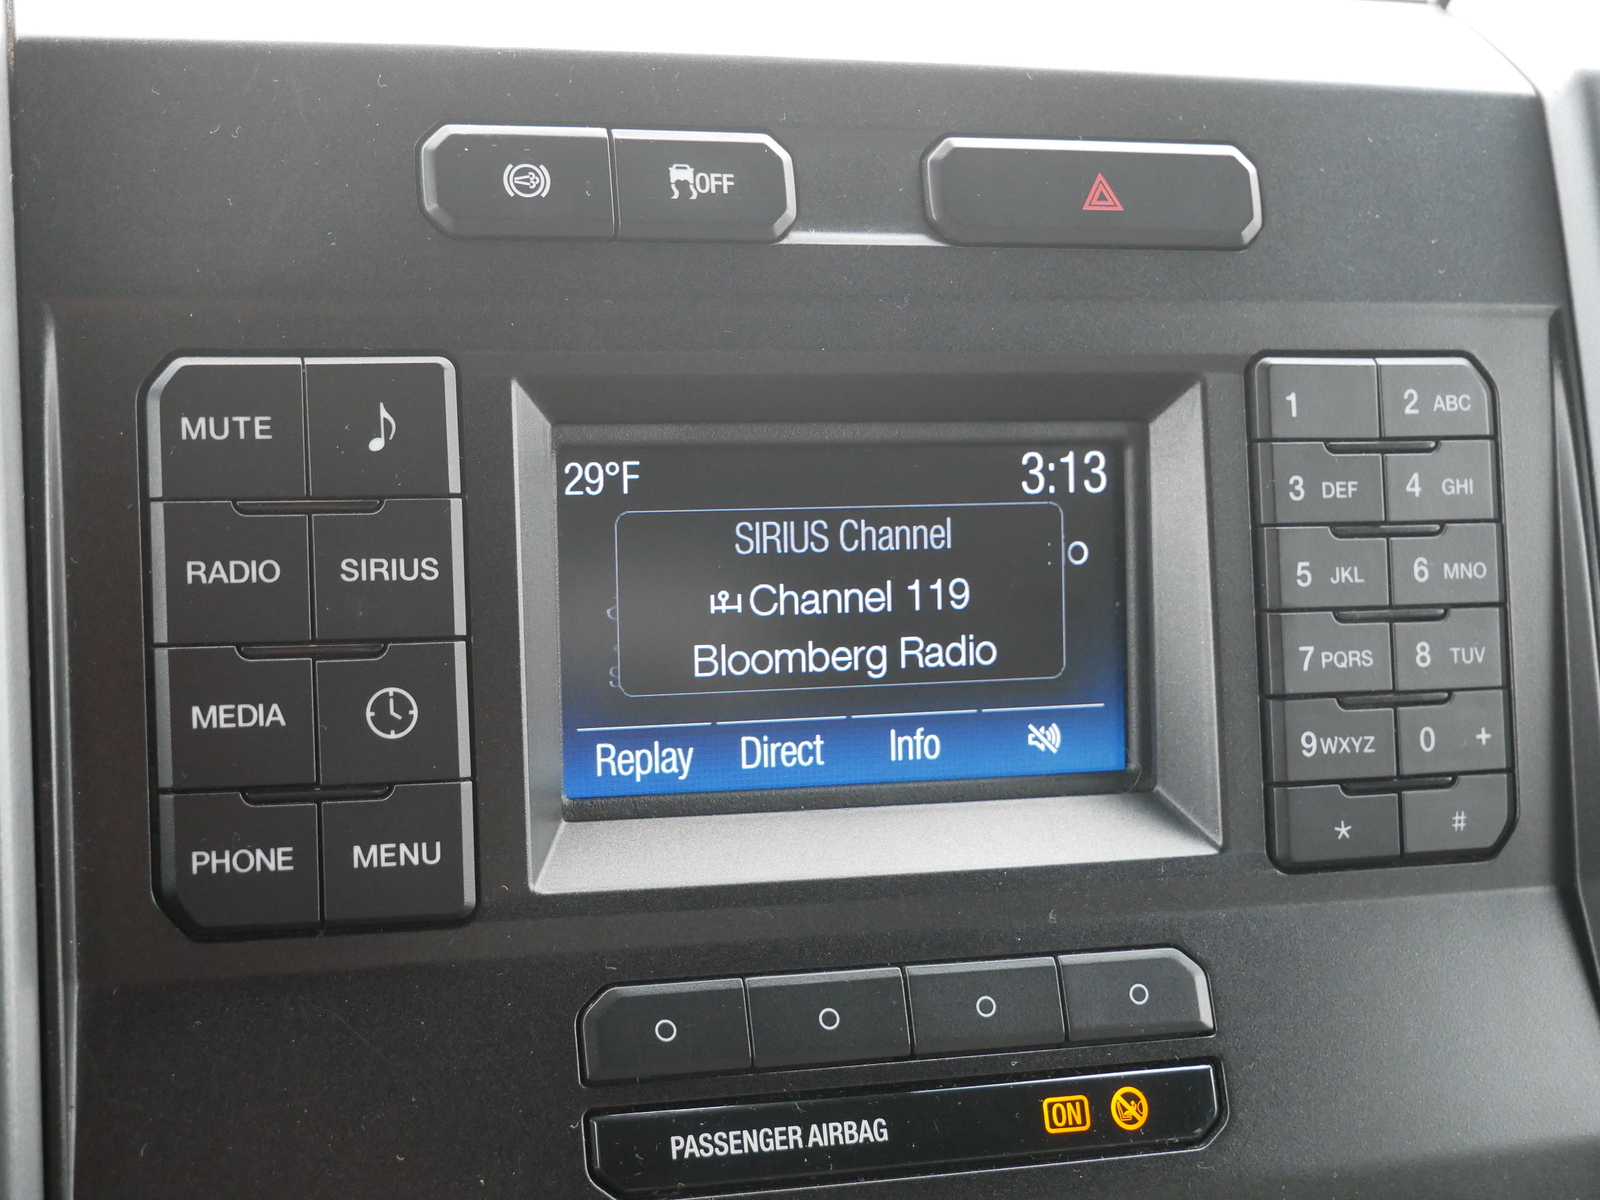 OFF
MUTE
RADIO SIRIUS
MEDIA
PHONE MENU
29°F 3:13
SIRIUS Channel
Channel 119
Bloomberg Radio
Replay Direct Info
1 2 ABC
3 DEF 4 GHI
5 JKL 6 MNO
7 PQRS 8 TUV
9 WXYZ 0 +
* #
PASSENGER AIRBAG ON